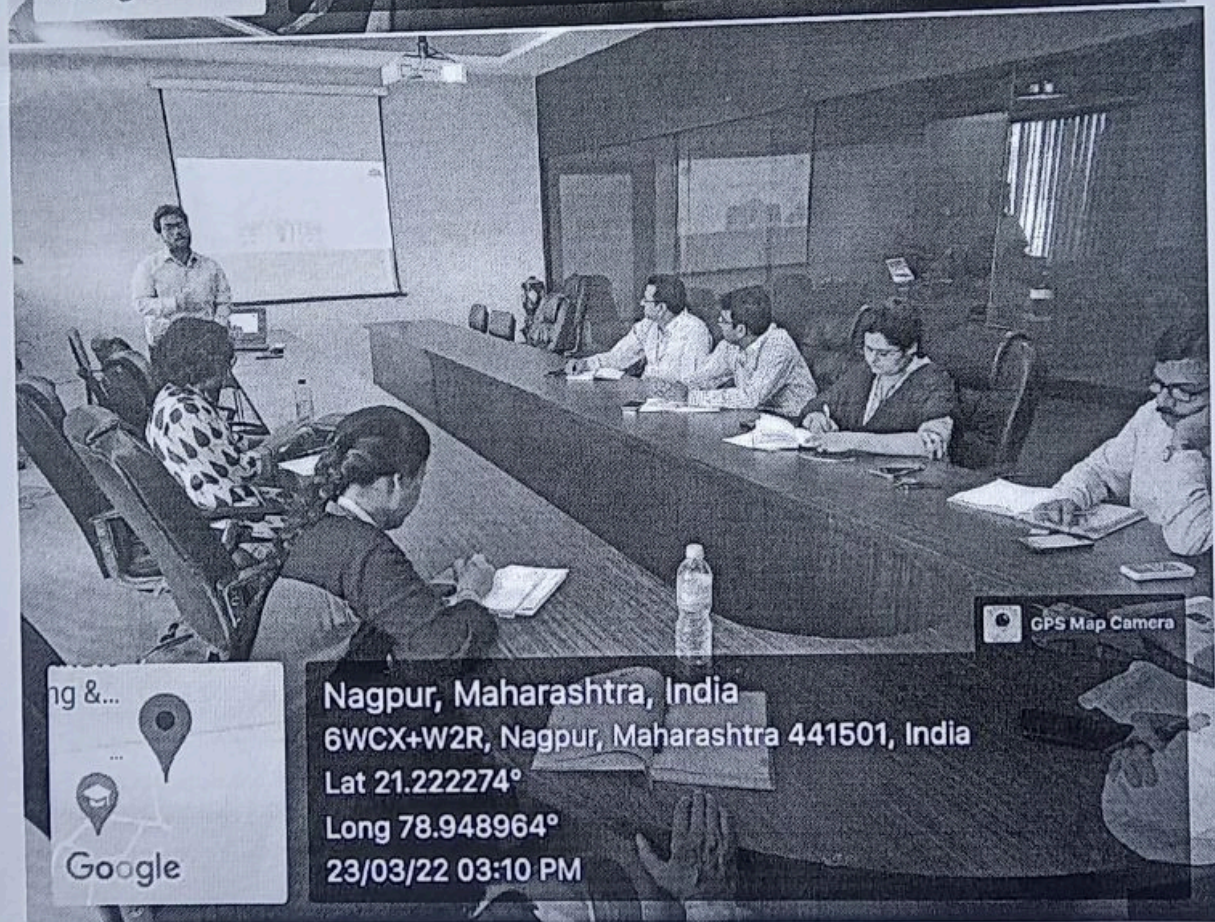 GPS Map Camera
ng &...
Nagpur, Maharashtra, India
6WCX+W2R, Nagpur, Maharashtra 441501, India
Lat 21.222274°
Long 78.948964°
23/03/22 03:10 PM
Google